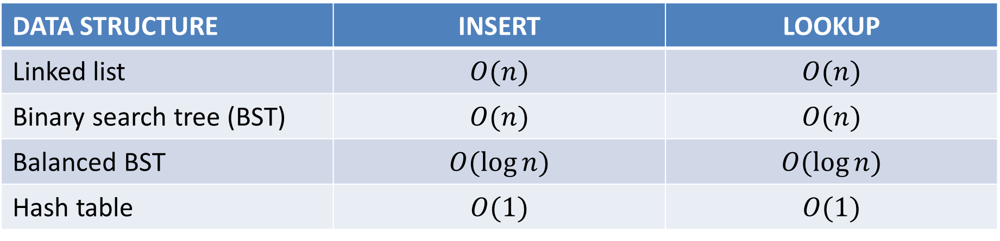 DATA STRUCTURE INSERT LOOKUP
Linked list O(n) O(n)
Binary search tree (BST) O(n) O(n)
Balanced BST O(log n) O(log n)
Hash table O(1) O(1)